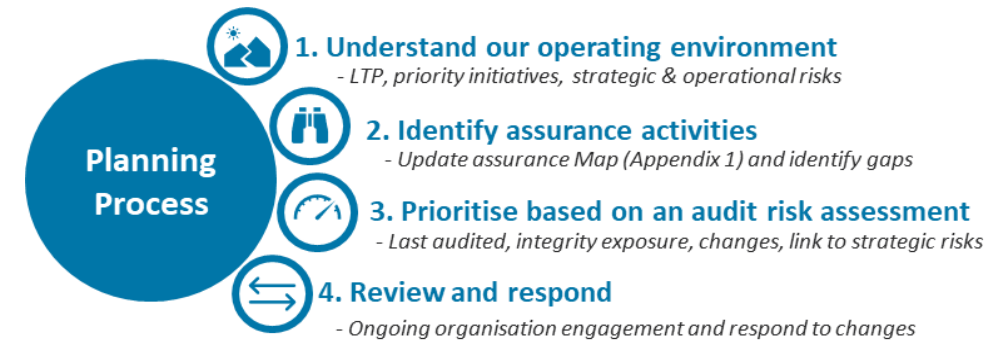 Planning
Process
1. Understand our operating environment
- LTP, priority initiatives, strategic & operational risks
2. Identify assurance activities
- Update assurance Map (Appendix 1) and identify gaps
3. Prioritise based on an audit risk assessment
- Last audited, integrity exposure, changes, link to strategic risks
4. Review and respond
- Ongoing organisation engagement and respond to changes